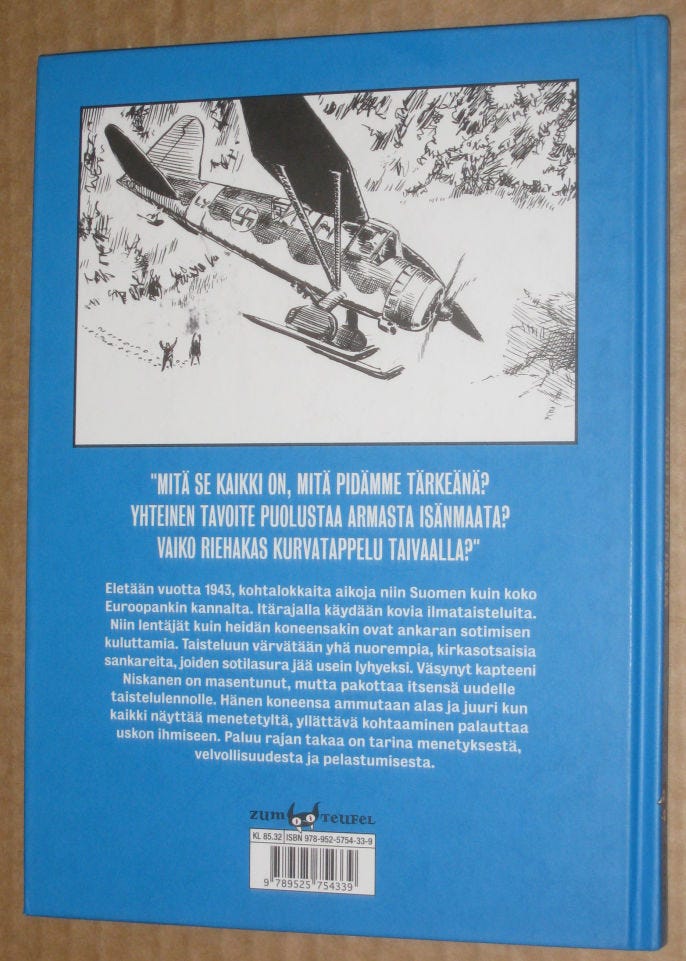 "MITÄ SE KAIKKI ON, MITÄ PIDÄMME TÄRKEÄNÄ?
YHTEINEN TAVOITE PUOLUSTAA ARMASTA ISÄNMAATA?
VAIKO RIEHAKAS KURVATAPPELU TAIVAALLA?"
Eletään vuotta 1943, kohtalokkaita aikoja niin Suomen kuin koko
Euroopankin kannalta. Itärajalla käydään kovia ilmataisteluita.
Niin lentäjät kuin heidän koneensakin ovat ankaran sotimisen
kuluttamia. Taisteluun värvätään yhä nuorempia, kirkasotsaisia
sankareita, joiden sotilasura jää usein lyhyeksi. Väsynyt kapteeni
Niskanen on masentunut, mutta pakottaa itsensä uudelle
taistelulennolle. Hänen koneensa ammutaan alas ja juuri kun
kaikki näyttää menetetyltä, yllättävä kohtaaminen palauttaa
uskon ihmiseen. Paluu rajan takaa on tarina menetyksestä,
velvollisuudesta ja pelastumisesta.
zum TEUFEL
KL 85.32 ISBN 978-952-5754-33-9
9 789525 754339